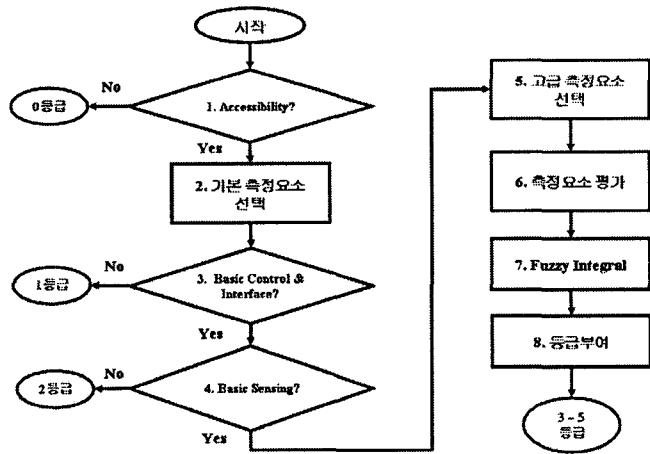 시작
No
0등급
1. Accessibility?
Yes
2. 기본 측정요소
선택
No
1등급
3. Basic Control &
Interface?
Yes
No
2등급
4. Basic Sensing?
Yes
5. 고급 측정요소
선택
6. 측정요소 평가
7. Fuzzy Integral
8. 등급부여
3 - 5
등급